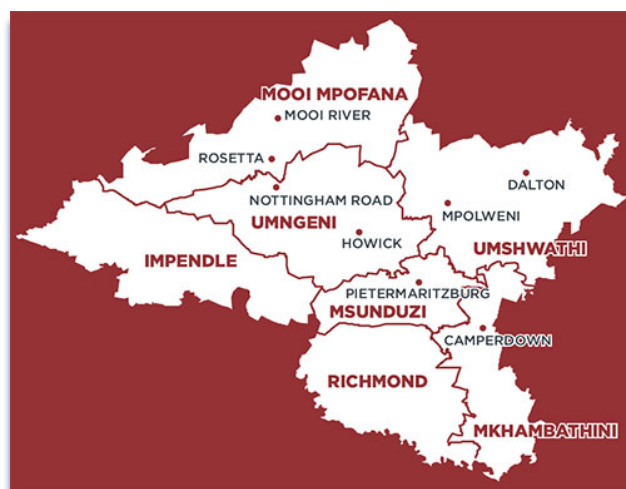 MOOI MPOFANA
MOOI RIVER
ROSETTA
NOTTINGHAM ROAD
UMNGENI
HOWICK
DALTON
MPOLWENI
UMSHWATHI
IMPENDLE
PIETERMARITZBURG
MSUNDUZI
CAMPERDOWN
RICHMOND
MKHAMBATHINI